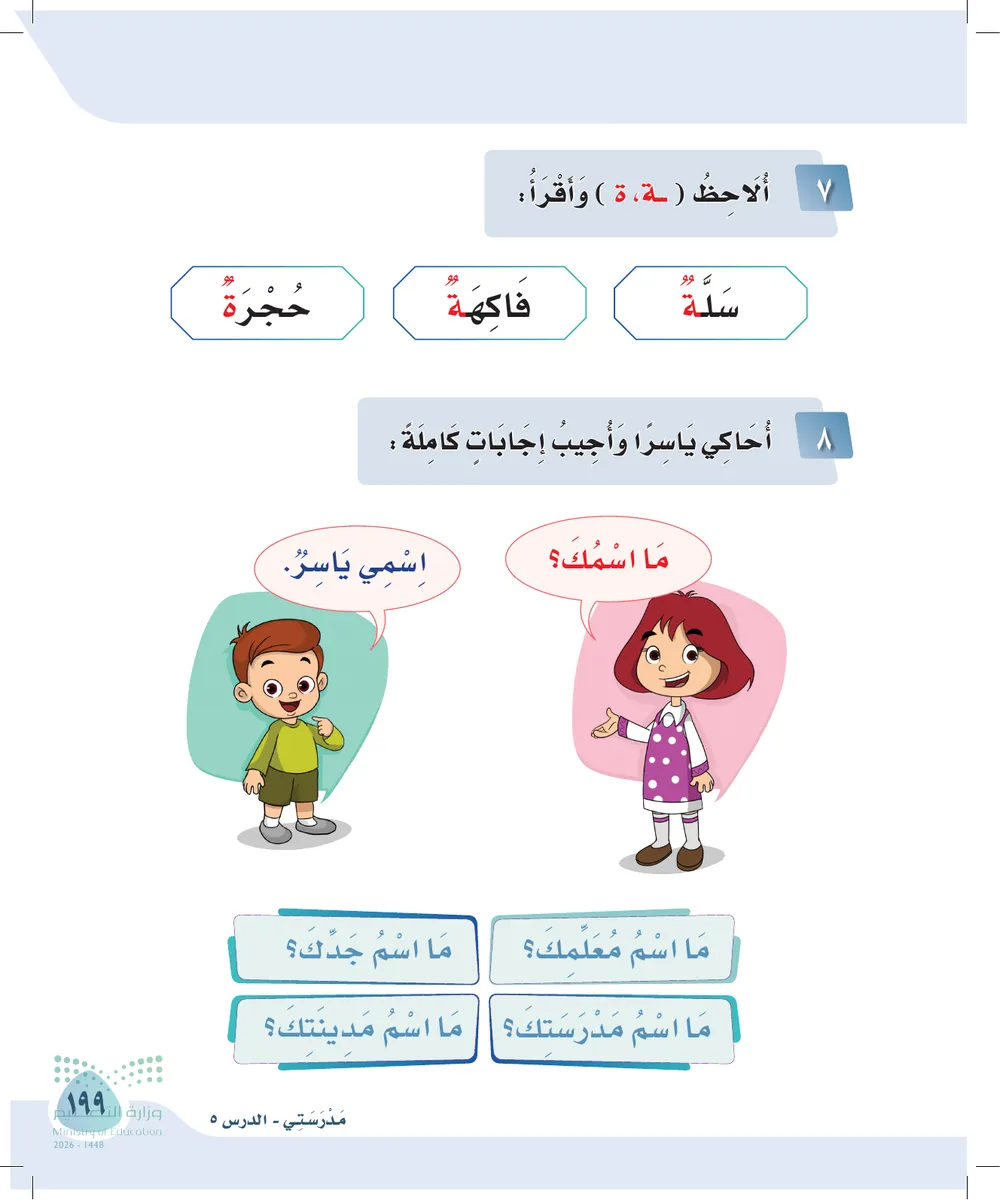 ٧
أُلَاحِظُ ( ـة، ة ) وَأَقْرَأُ :
سَلَّةٌ
فَاكِهَةٌ
حُجْرَةٌ
٨
أُحَاكِي يَاسِرًا وَأُجِيبُ إِجَابَاتٍ كَامِلَةً :
مَا اسْمُكَ؟
اِسْمِي يَاسِرٌ.
مَا اسْمُ مُعَلِّمِكَ؟
مَا اسْمُ جَدِّكَ؟
مَا اسْمُ مَدْرَسَتِكَ؟
مَا اسْمُ مَدِينَتِكَ؟
مَدْرَسَتِي - الدرس ٥
١٩٩
وزارة التعليم
Ministry of Education
2026 - 1448